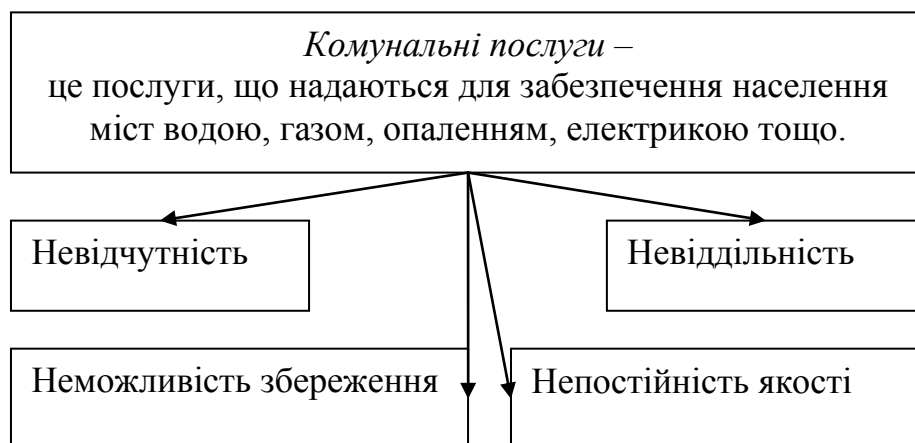 Комунальні послуги –
це послуги, що надаються для забезпечення населення
міст водою, газом, опаленням, електрикою тощо.
Невідчутність
Невіддільність
Неможливість збереження
Непостійність якості